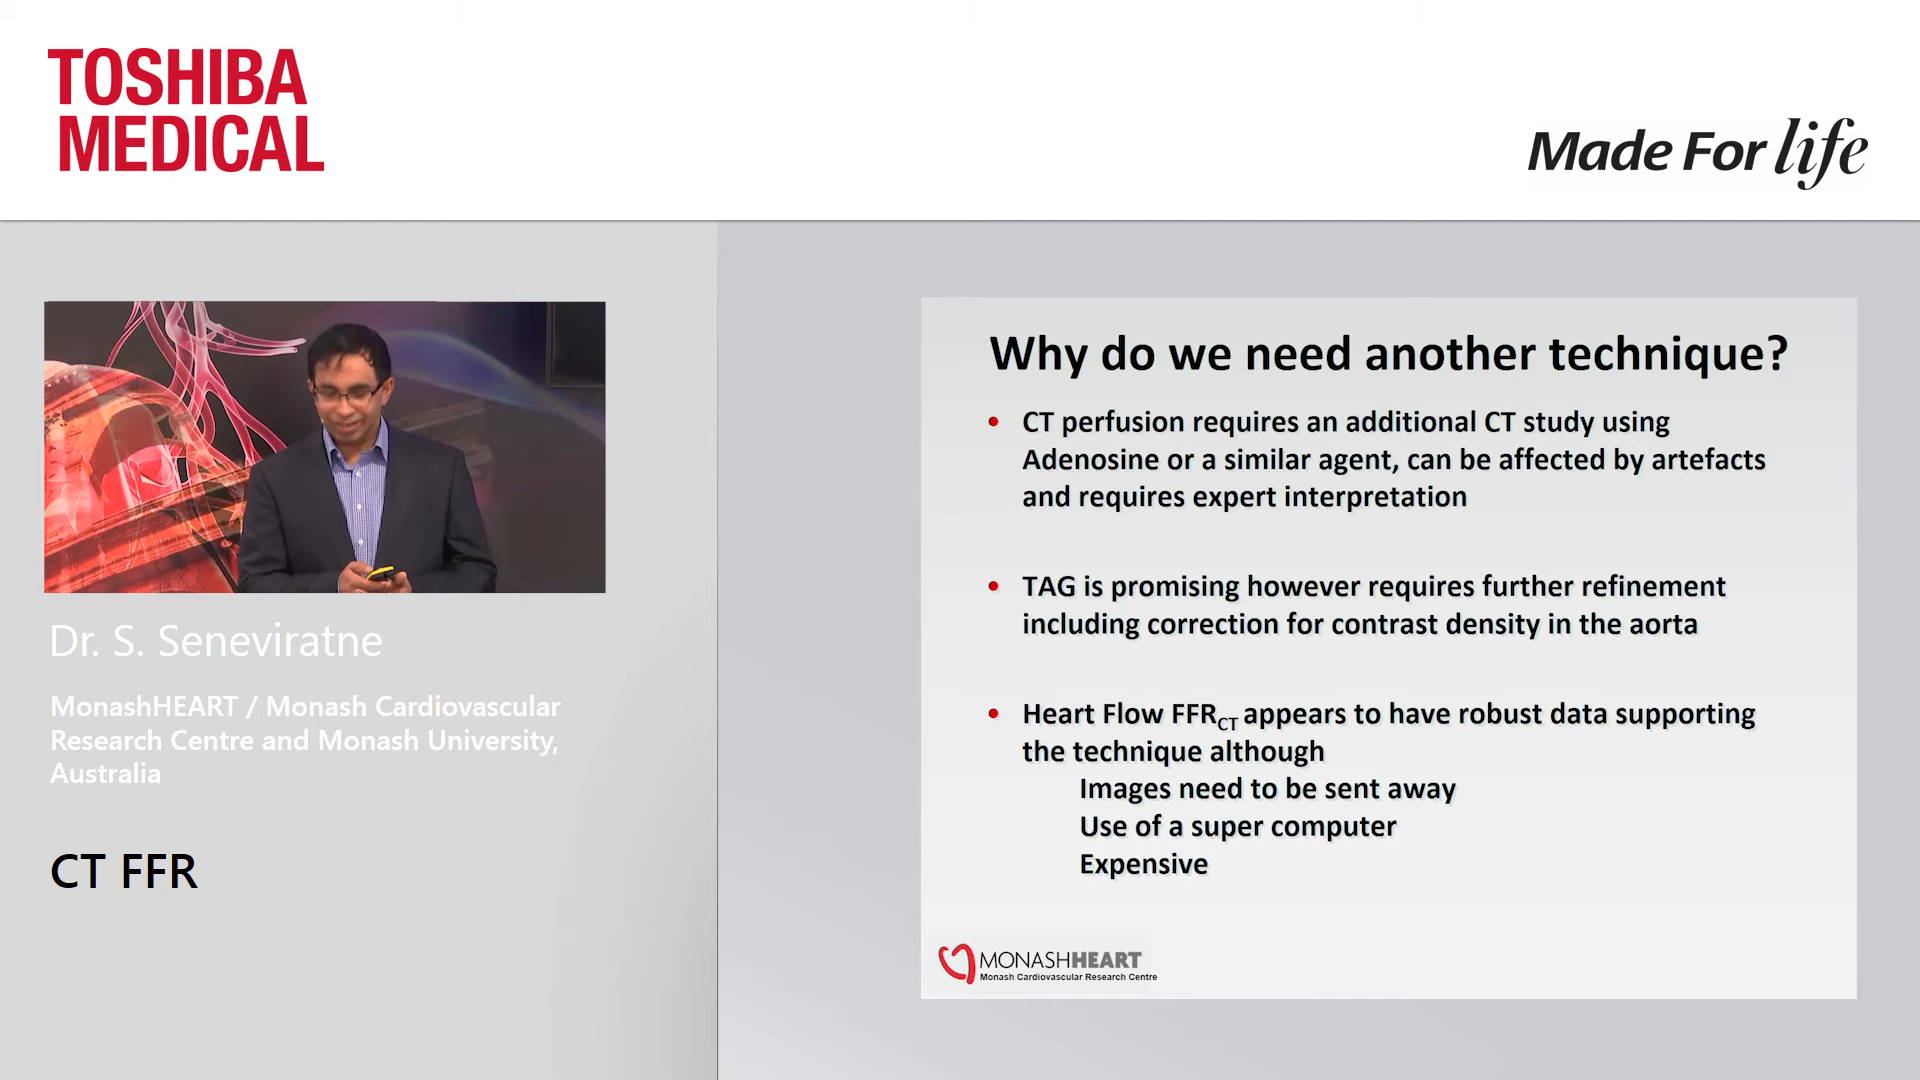 TOSHIBA
MEDICAL
Made For life
Dr. S. Seneviratne
MonashHEART / Monash Cardiovascular
Research Centre and Monash University,
Australia
CT FFR
Why do we need another technique?
• CT perfusion requires an additional CT study using
Adenosine or a similar agent, can be affected by artefacts
and requires expert interpretation
• TAG is promising however requires further refinement
including correction for contrast density in the aorta
• Heart Flow FFRCT appears to have robust data supporting
the technique although
Images need to be sent away
Use of a super computer
Expensive
MONASHHEART
Monash Cardiovascular Research Centre